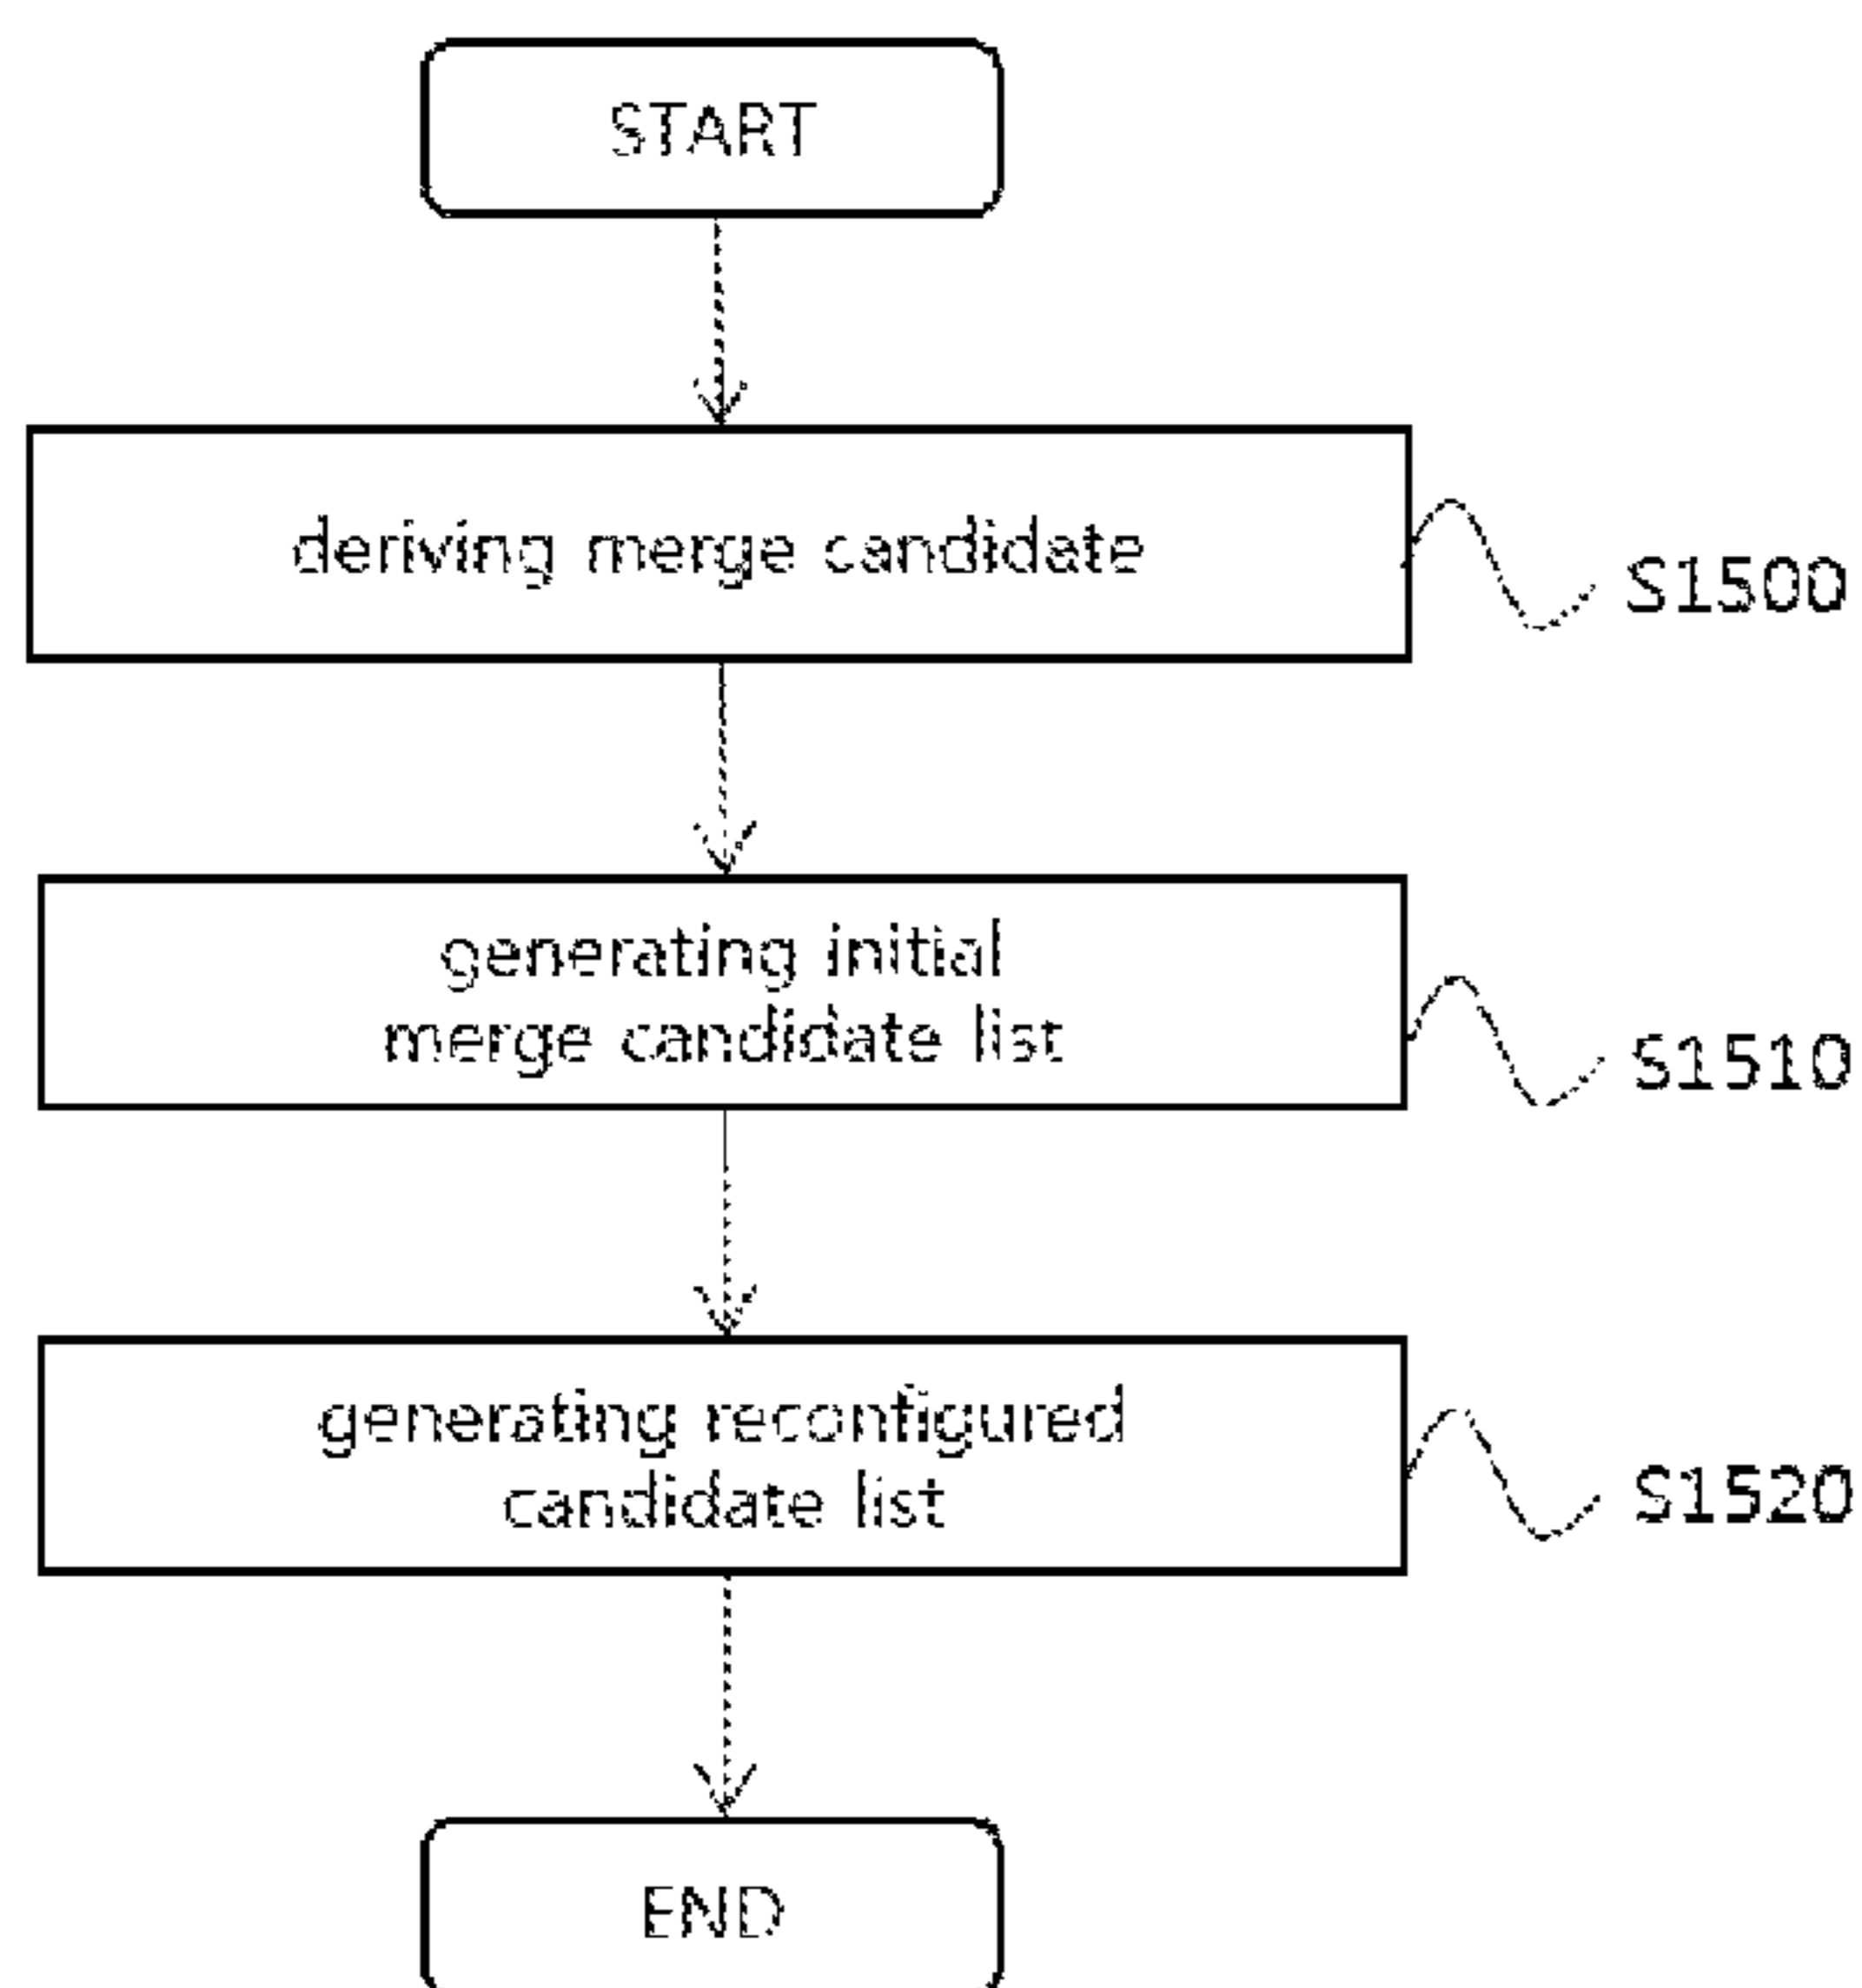 START
deriving merge candidate
S1500
generating initial
merge candidate list
S1510
generating reconfigured
candidate list
S1520
END